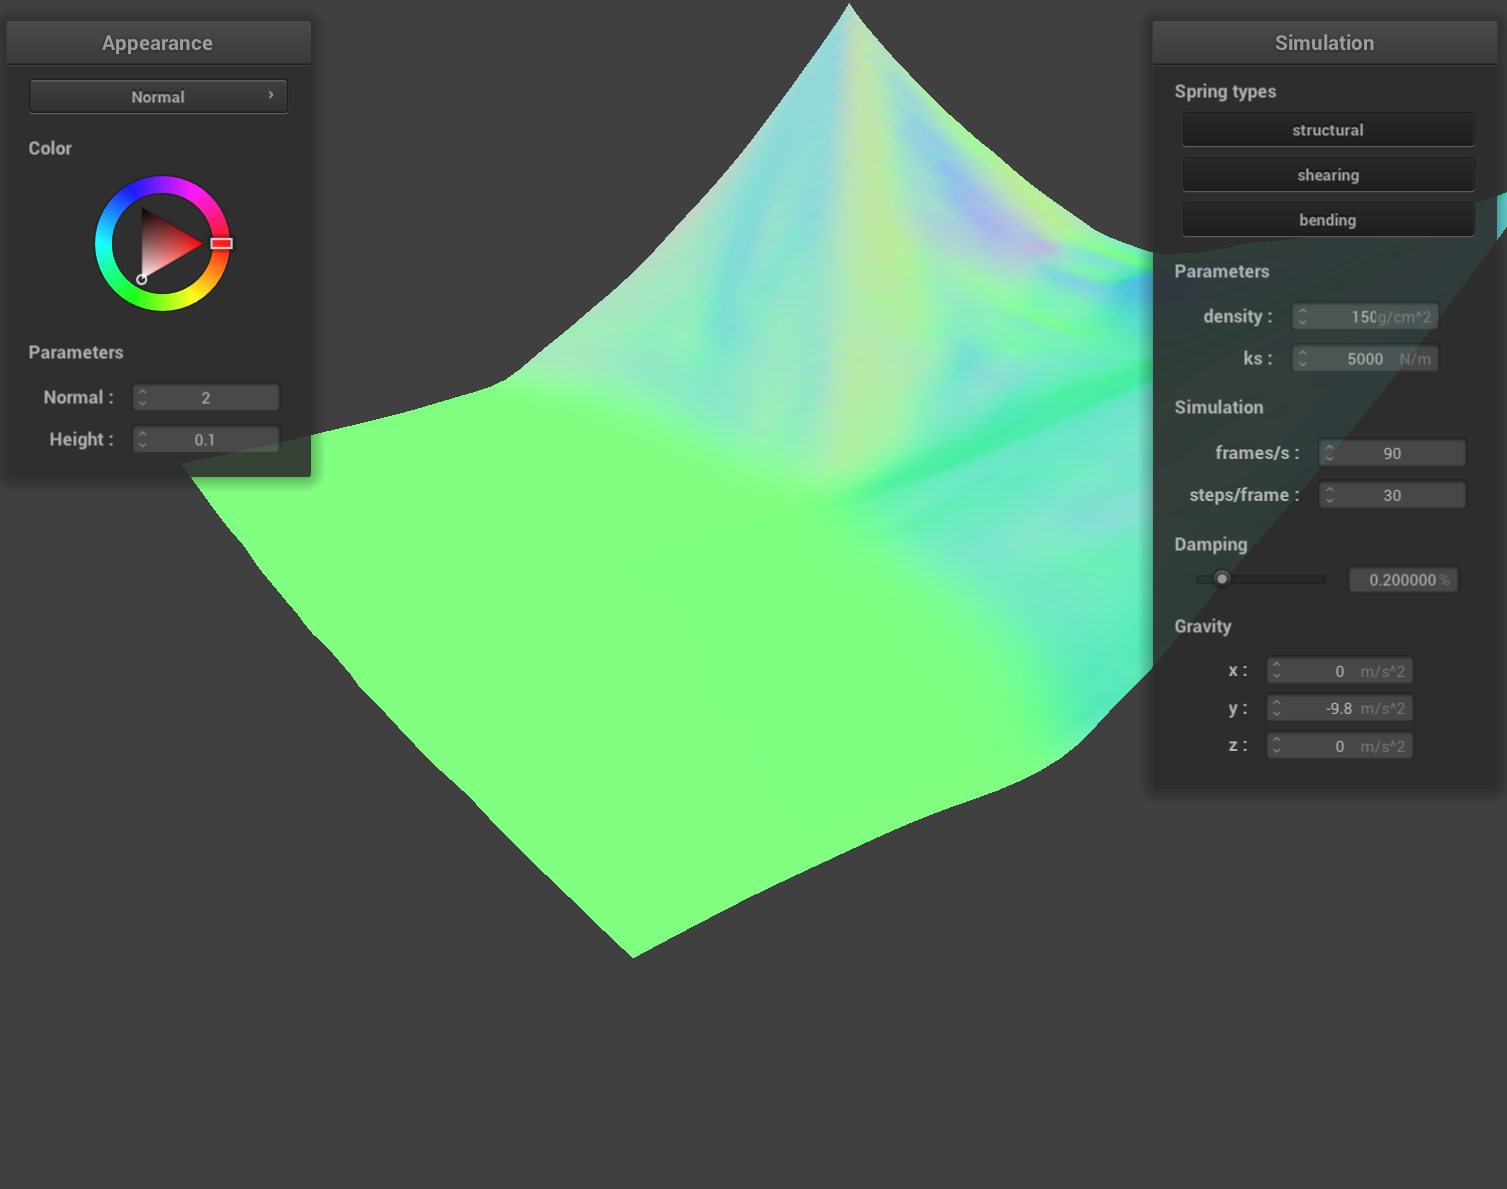 Appearance
Normal
Color
Parameters
Normal : 2
Height : 0.1
Simulation
Spring types
structural
shearing
bending
Parameters
density : 150 g/cm^2
ks : 5000 N/m
Simulation
frames/s : 90
steps/frame : 30
Damping
0.200000 %
Gravity
x : 0 m/s^2
y : -9.8 m/s^2
z : 0 m/s^2